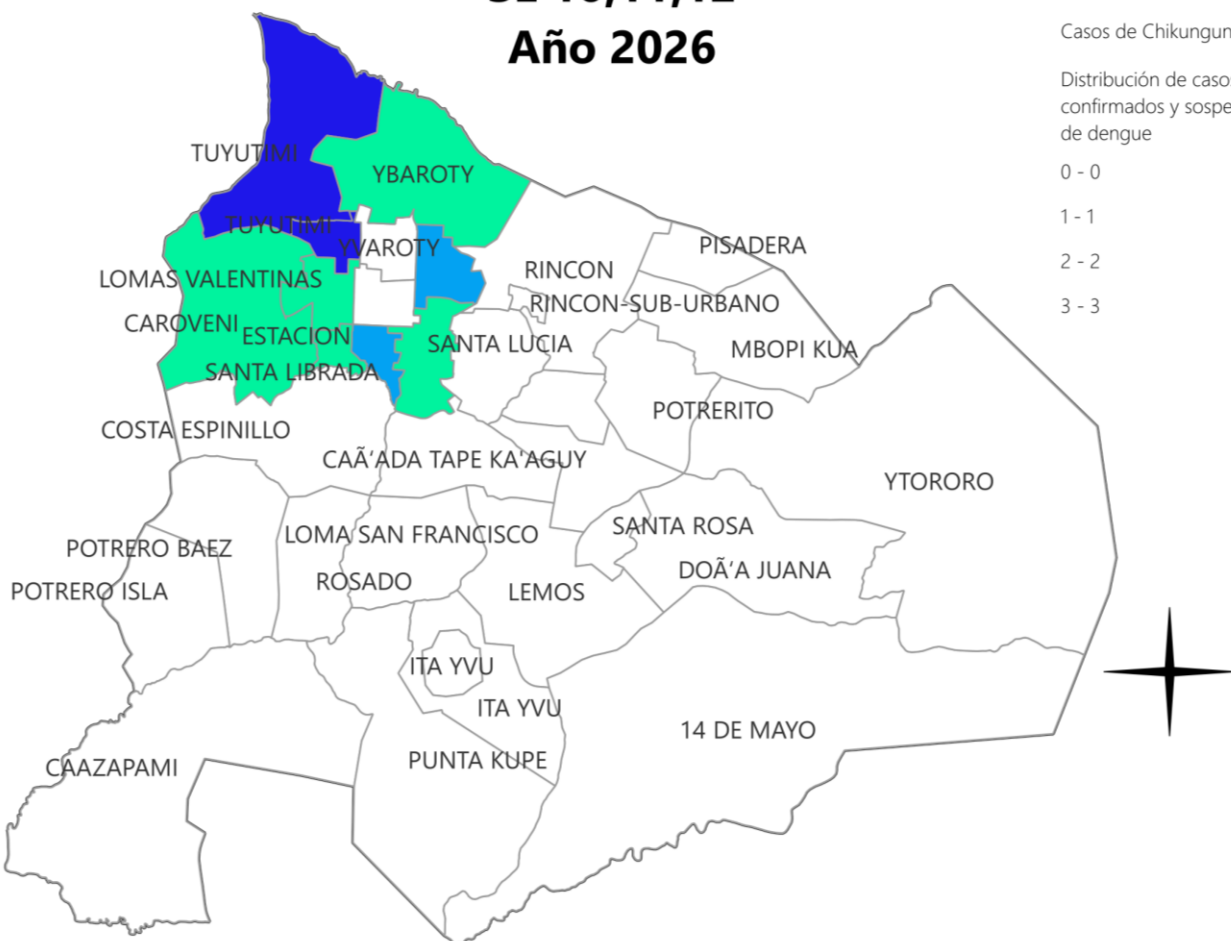 Año 2026
Casos de Chikungun
Distribución de caso
confirmados y sospe
de dengue
0 - 0
1 - 1
2 - 2
3 - 3
TUYUTIMI
YBAROTY
TUYUTIMI
YVAROTY
PISADERA
RINCON
LOMAS VALENTINAS
RINCON-SUB-URBANO
CAROVENI
ESTACION
SANTA LUCIA
MBOPI KUA
SANTA LIBRADA
POTRERITO
COSTA ESPINILLO
CAÃ‘ADA TAPE KA'AGUY
YTORORO
SANTA ROSA
LOMA SAN FRANCISCO
POTRERO BAEZ
DOÃ‘A JUANA
ROSADO
POTRERO ISLA
LEMOS
ITA YVU
ITA YVU
14 DE MAYO
PUNTA KUPE
CAAZAPAMI